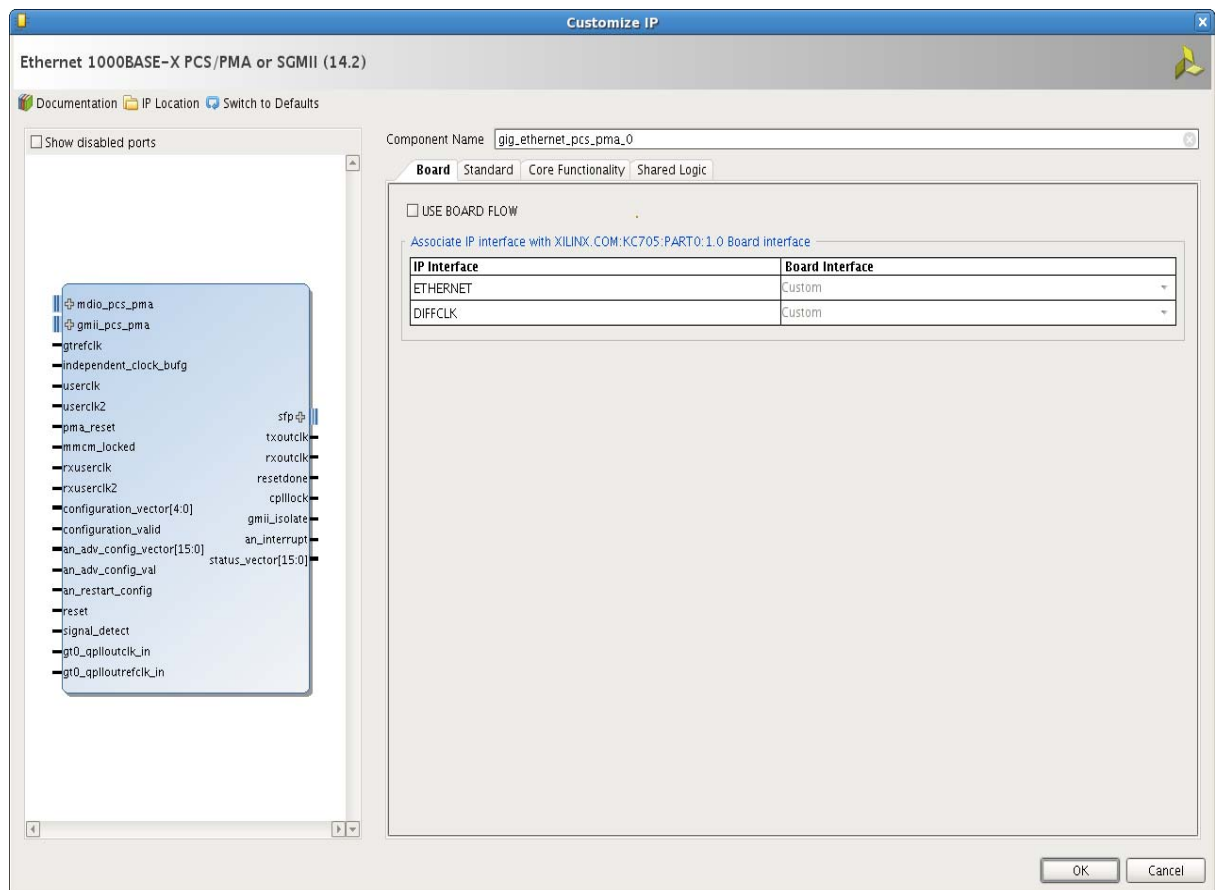 Customize IP
Ethernet 1000BASE-X PCS/PMA or SGMII (14.2)
Documentation IP Location Switch to Defaults
Show disabled ports
Component Name gig_ethernet_pcs_pma_0
Board Standard Core Functionality Shared Logic
USE BOARD FLOW
Associate IP interface with XILINX.COM:KC705:PART0:1.0 Board interface
IP Interface Board Interface
ETHERNET Custom
DIFFCLK Custom
mdio_pcs_pma
gmii_pcs_pma
gtrefclk
independent_clock_bufg
userclk
userclk2
pma_reset
mmcm_locked
rxuserclk
rxuserclk2
configuration_vector[4:0]
configuration_valid
an_adv_config_vector[15:0]
an_adv_config_val
an_restart_config
reset
signal_detect
gt0_qplloutclk_in
gt0_qplloutrefclk_in
sfp
txoutclk
rxoutclk
resetdone
cplllock
gmii_isolate
an_interrupt
status_vector[15:0]
OK Cancel